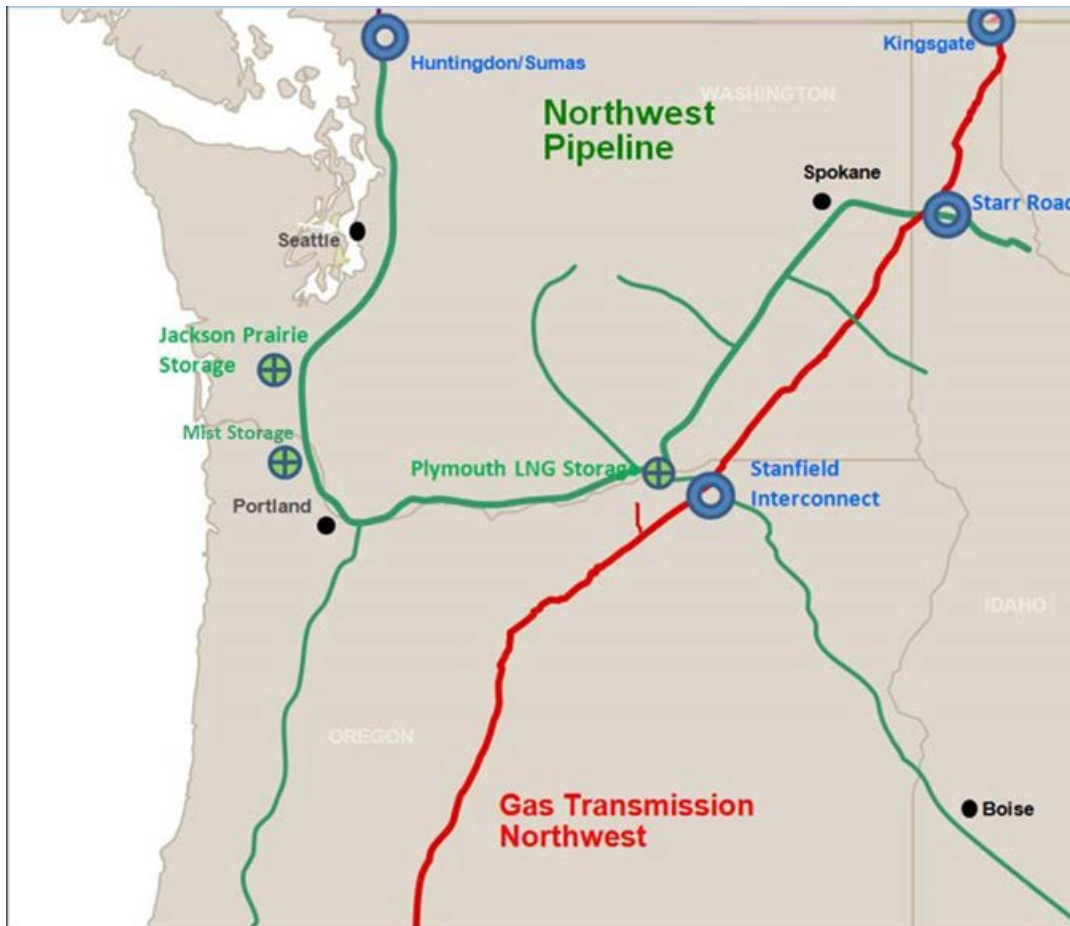 Huntingdon/Sumas
Kingsgate
WASHINGTON
Northwest
Pipeline
Spokane
Starr Road
Seattle
Jackson Prairie
Storage
Mist Storage
Plymouth LNG Storage
Stanfield
Interconnect
Portland
IDAHO
OREGON
Gas Transmission
Northwest
Boise